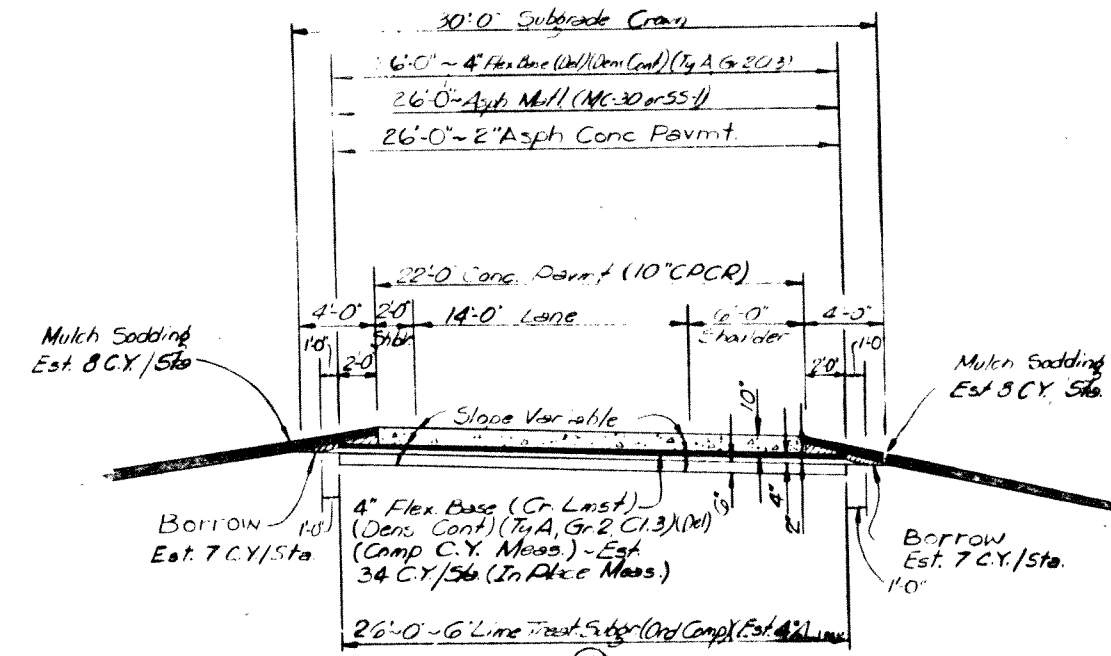 30'-0" Subgrade Crown
6'-0" ~ 4" Flex Base (Del)(Dens Cont)(Ty A, Gr 2 Cl 3)
26'-0" ~ Asph Matl. (MC-30 or SS-1)
26'-0" ~ 2" Asph Conc Pavmt.
22'-0" Conc. Pavmt (10" CPCR)
4'-0" 2'-0" 14'-0" Lane 6'-0" 4'-0"
Shldr Shoulder
Mulch Sodding
Est. 8 C.Y./Sta
1'-0" 2'-0" 2'-0" 1'-0"
Mulch Sodding
Est 8 C.Y. Sta.
Slope Variable
10"
6" 4" 2"
4" Flex. Base (Cr. Lmst)
(Dens Cont)(Ty A, Gr. 2, Cl. 3)(Del)
(Comp C.Y. Meas.) ~ Est.
34 C.Y./Sta. (In Place Meas.)
Borrow
Est. 7 C.Y./Sta.
1'-0"
Borrow
Est. 7 C.Y./Sta.
1'-0"
26'-0" ~ 6" Lime Treat Subgr (Ord Comp)(Est. 4%